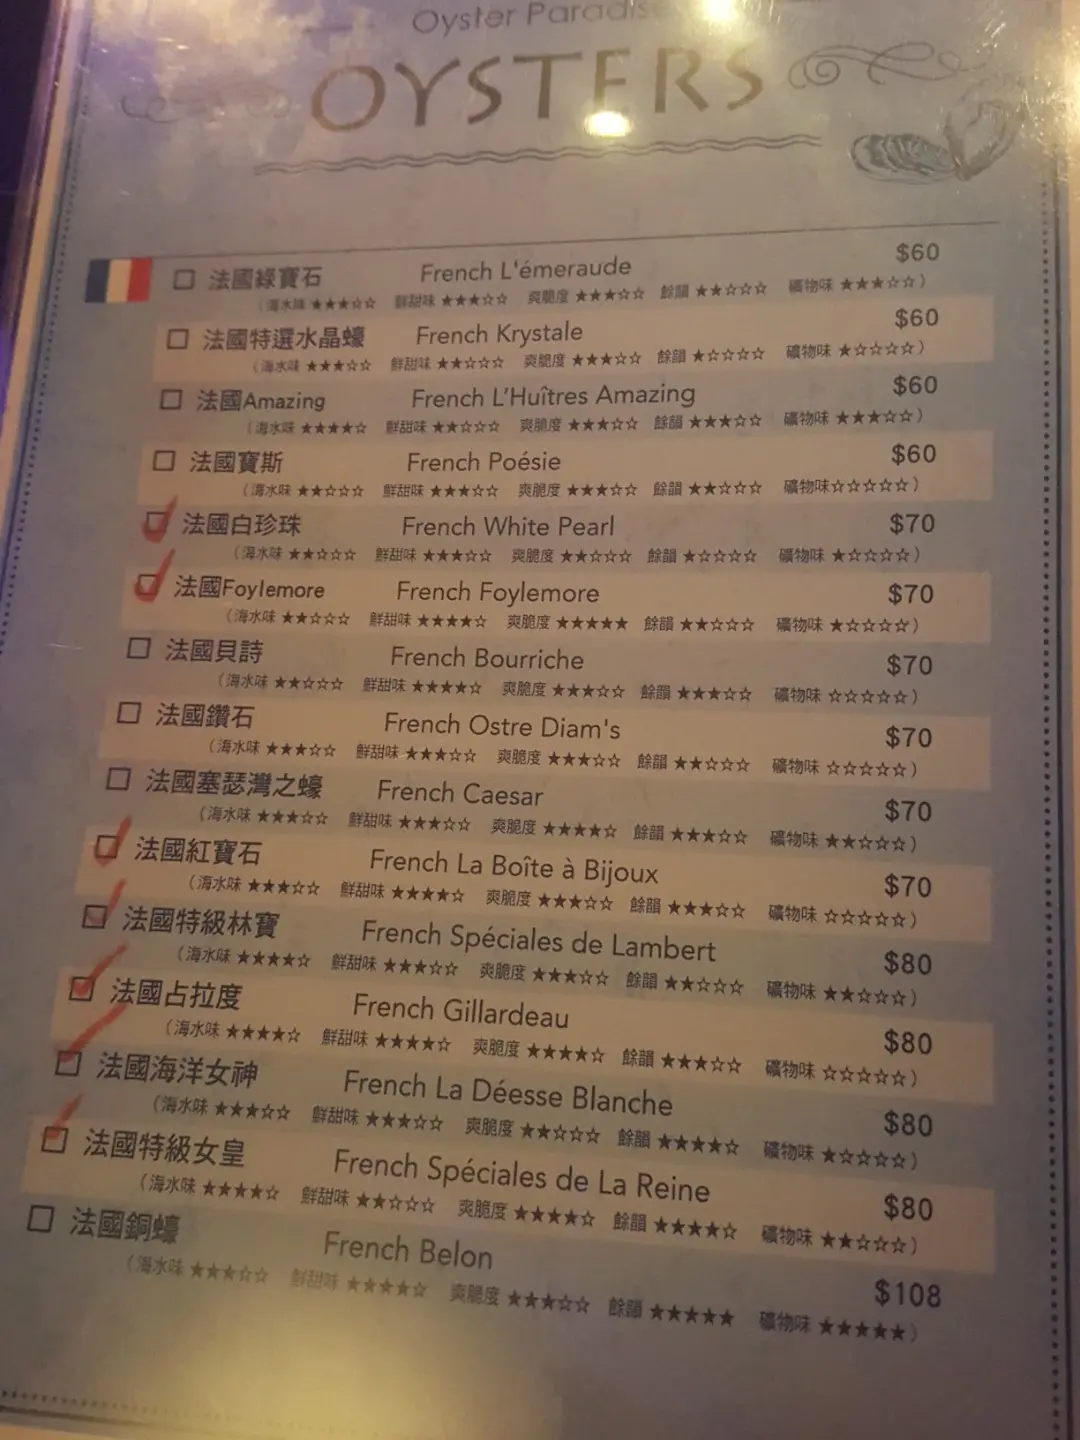 Oyster Paradise
OYSTERS
法國綠寶石 French L'émeraude $60
(海水味 ★★★☆☆ 鮮甜味 ★★★☆☆ 爽脆度 ★★★☆☆ 餘韻 ★★☆☆☆ 礦物味 ★★★☆☆)
法國特選水晶蠔 French Krystale $60
(海水味 ★★★☆☆ 鮮甜味 ★★☆☆☆ 爽脆度 ★★★☆☆ 餘韻 ★☆☆☆☆ 礦物味 ★☆☆☆☆)
法國Amazing French L'Huîtres Amazing $60
(海水味 ★★★★☆ 鮮甜味 ★★☆☆☆ 爽脆度 ★★★☆☆ 餘韻 ★★★☆☆ 礦物味 ★★★☆☆)
法國寶斯 French Poésie $60
(海水味 ★★☆☆☆ 鮮甜味 ★★★☆☆ 爽脆度 ★★★☆☆ 餘韻 ★★☆☆☆ 礦物味☆☆☆☆☆)
法國白珍珠 French White Pearl $70
(海水味 ★★☆☆☆ 鮮甜味 ★★★☆☆ 爽脆度 ★★☆☆☆ 餘韻 ★☆☆☆☆ 礦物味 ★☆☆☆☆)
法國Foylemore French Foylemore $70
(海水味 ★★☆☆☆ 鮮甜味 ★★★★☆ 爽脆度 ★★★★★ 餘韻 ★★☆☆☆ 礦物味 ★☆☆☆☆)
法國貝詩 French Bourriche $70
(海水味 ★★☆☆☆ 鮮甜味 ★★★★☆ 爽脆度 ★★★☆☆ 餘韻 ★★★☆☆ 礦物味 ☆☆☆☆☆)
法國鑽石 French Ostre Diam's $70
(海水味 ★★★☆☆ 鮮甜味 ★★★☆☆ 爽脆度 ★★★☆☆ 餘韻 ★★☆☆☆ 礦物味 ☆☆☆☆☆)
法國塞瑟灣之蠔 French Caesar $70
(海水味 ★★★☆☆ 鮮甜味 ★★★☆☆ 爽脆度 ★★★★☆ 餘韻 ★★★☆☆ 礦物味 ★★☆☆☆)
法國紅寶石 French La Boîte à Bijoux $70
(海水味 ★★★☆☆ 鮮甜味 ★★★★☆ 爽脆度 ★★★☆☆ 餘韻 ★★★☆☆ 礦物味 ☆☆☆☆☆)
法國特級林寶 French Spéciales de Lambert $80
(海水味 ★★★★☆ 鮮甜味 ★★★☆☆ 爽脆度 ★★★☆☆ 餘韻 ★★☆☆☆ 礦物味 ★★☆☆☆)
法國占拉度 French Gillardeau $80
(海水味 ★★★★☆ 鮮甜味 ★★★★☆ 爽脆度 ★★★★☆ 餘韻 ★★★☆☆ 礦物味 ☆☆☆☆☆)
法國海洋女神 French La Déesse Blanche $80
(海水味 ★★★☆☆ 鮮甜味 ★★★☆☆ 爽脆度 ★★☆☆☆ 餘韻 ★★★★☆ 礦物味 ★☆☆☆☆)
法國特級女皇 French Spéciales de La Reine $80
(海水味 ★★★★☆ 鮮甜味 ★★☆☆☆ 爽脆度 ★★★★☆ 餘韻 ★★★★☆ 礦物味 ★★☆☆☆)
法國銅蠔 French Belon $108
(海水味 ★★★☆☆ 鮮甜味 ★★★★☆ 爽脆度 ★★★☆☆ 餘韻 ★★★★★ 礦物味 ★★★★★)